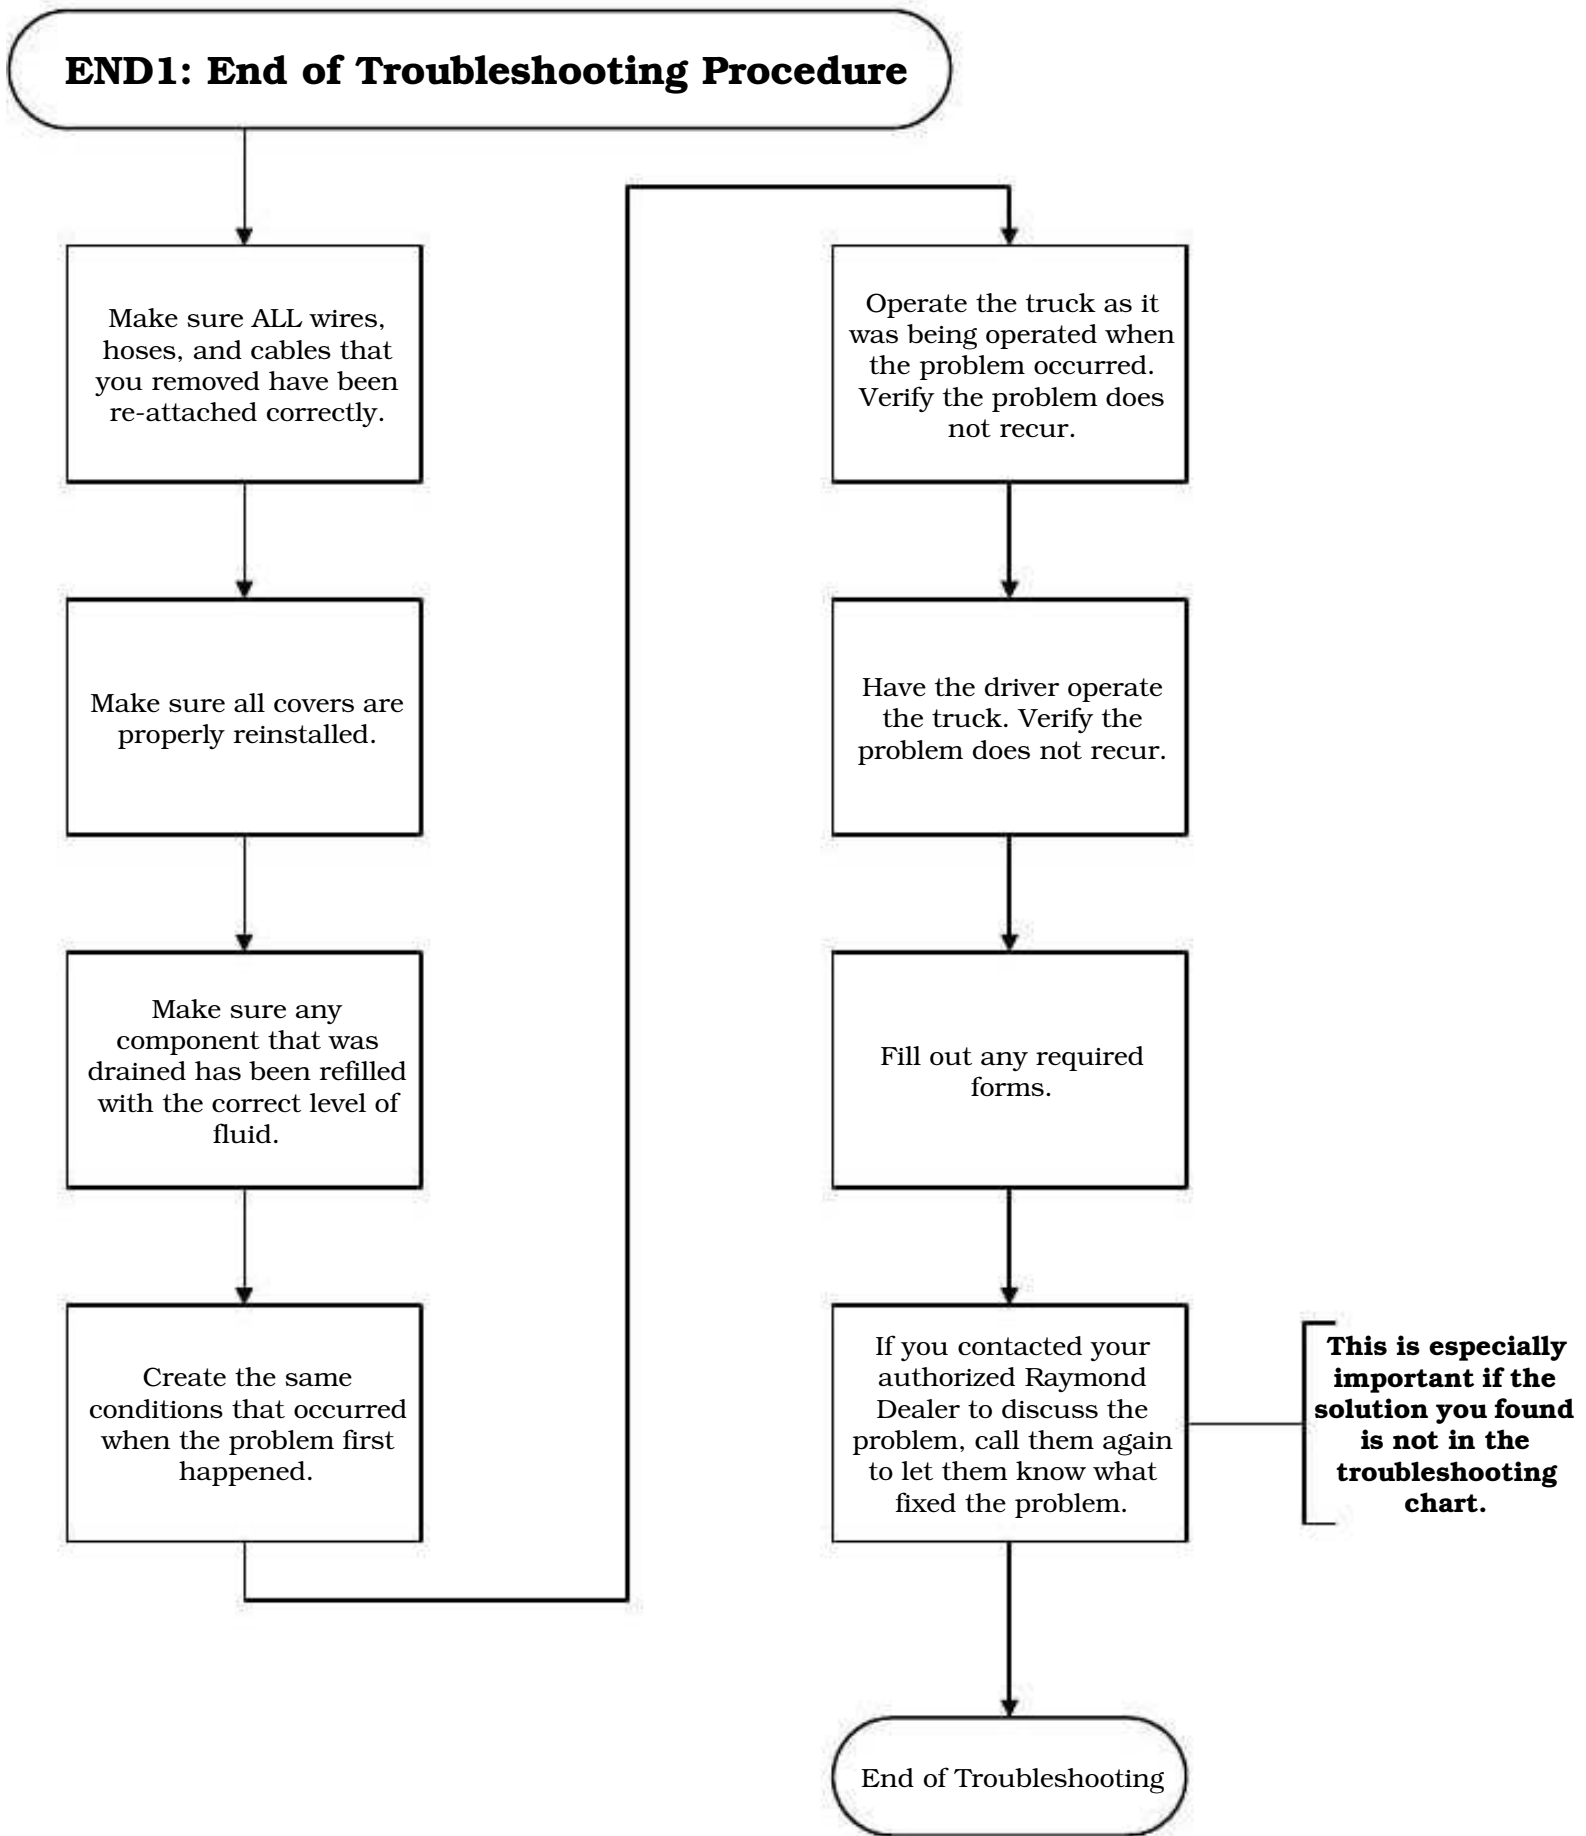 END1: End of Troubleshooting Procedure
Make sure ALL wires,
hoses, and cables that
you removed have been
re-attached correctly.
Make sure all covers are
properly reinstalled.
Make sure any
component that was
drained has been refilled
with the correct level of
fluid.
Create the same
conditions that occurred
when the problem first
happened.
Operate the truck as it
was being operated when
the problem occurred.
Verify the problem does
not recur.
Have the driver operate
the truck. Verify the
problem does not recur.
Fill out any required
forms.
If you contacted your
authorized Raymond
Dealer to discuss the
problem, call them again
to let them know what
fixed the problem.
This is especially
important if the
solution you found
is not in the
troubleshooting
chart.
End of Troubleshooting